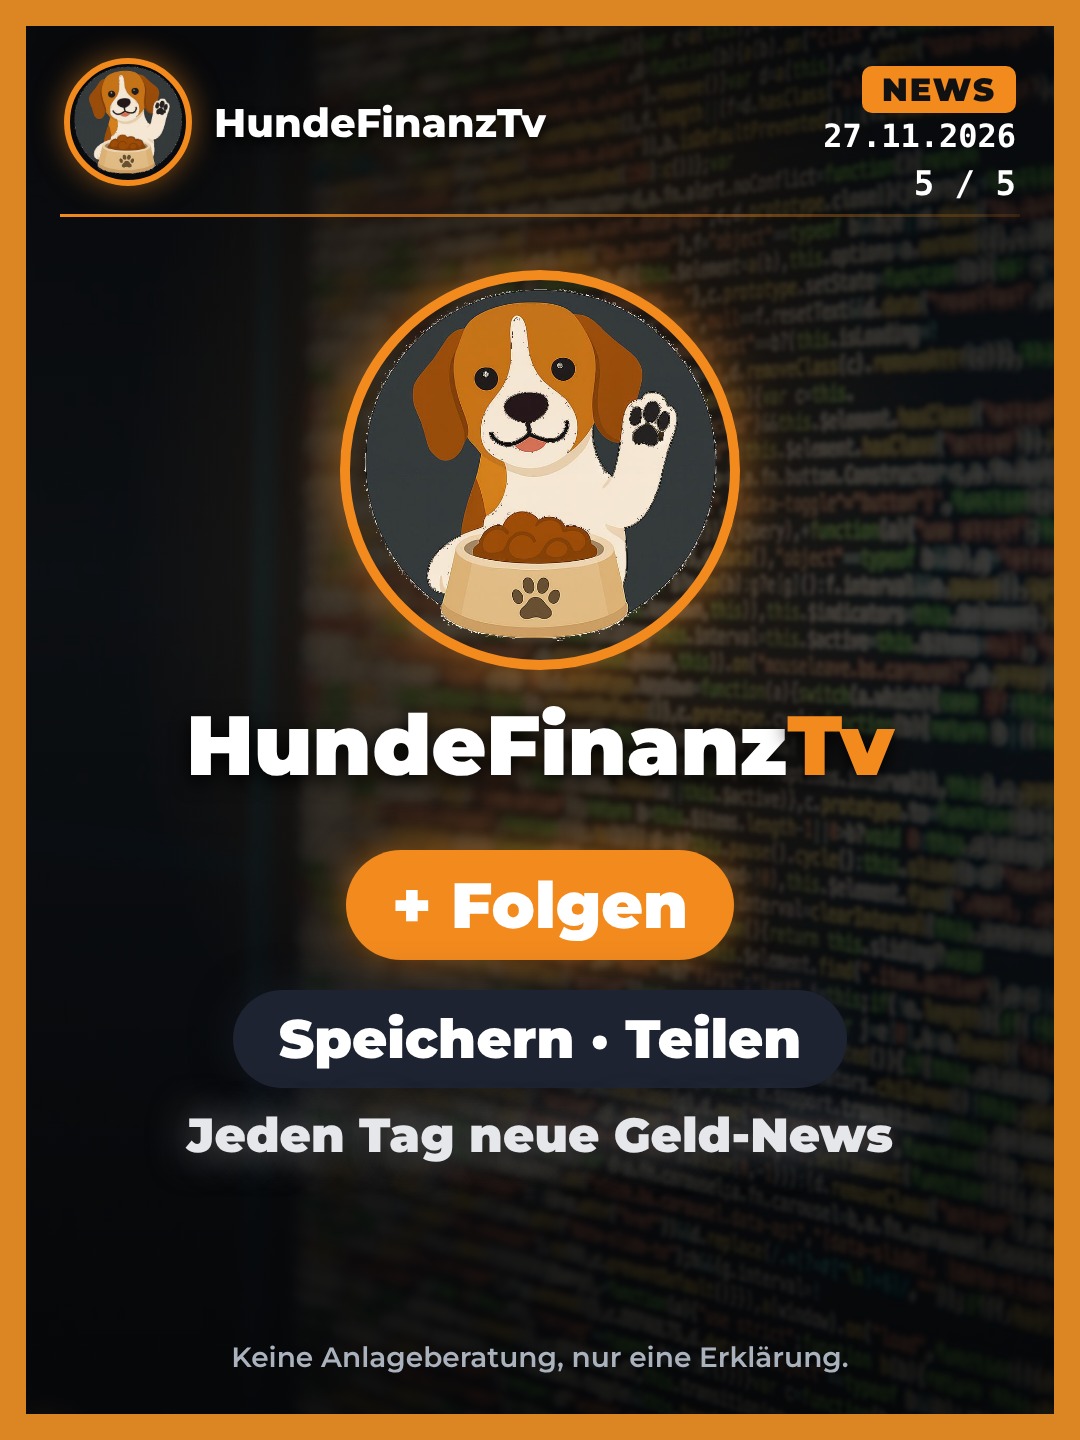 HundeFinanzTv
NEWS
27.11.2026
5 / 5
HundeFinanzTv
+ Folgen
Speichern • Teilen
Jeden Tag neue Geld-News
Keine Anlageberatung, nur eine Erklärung.